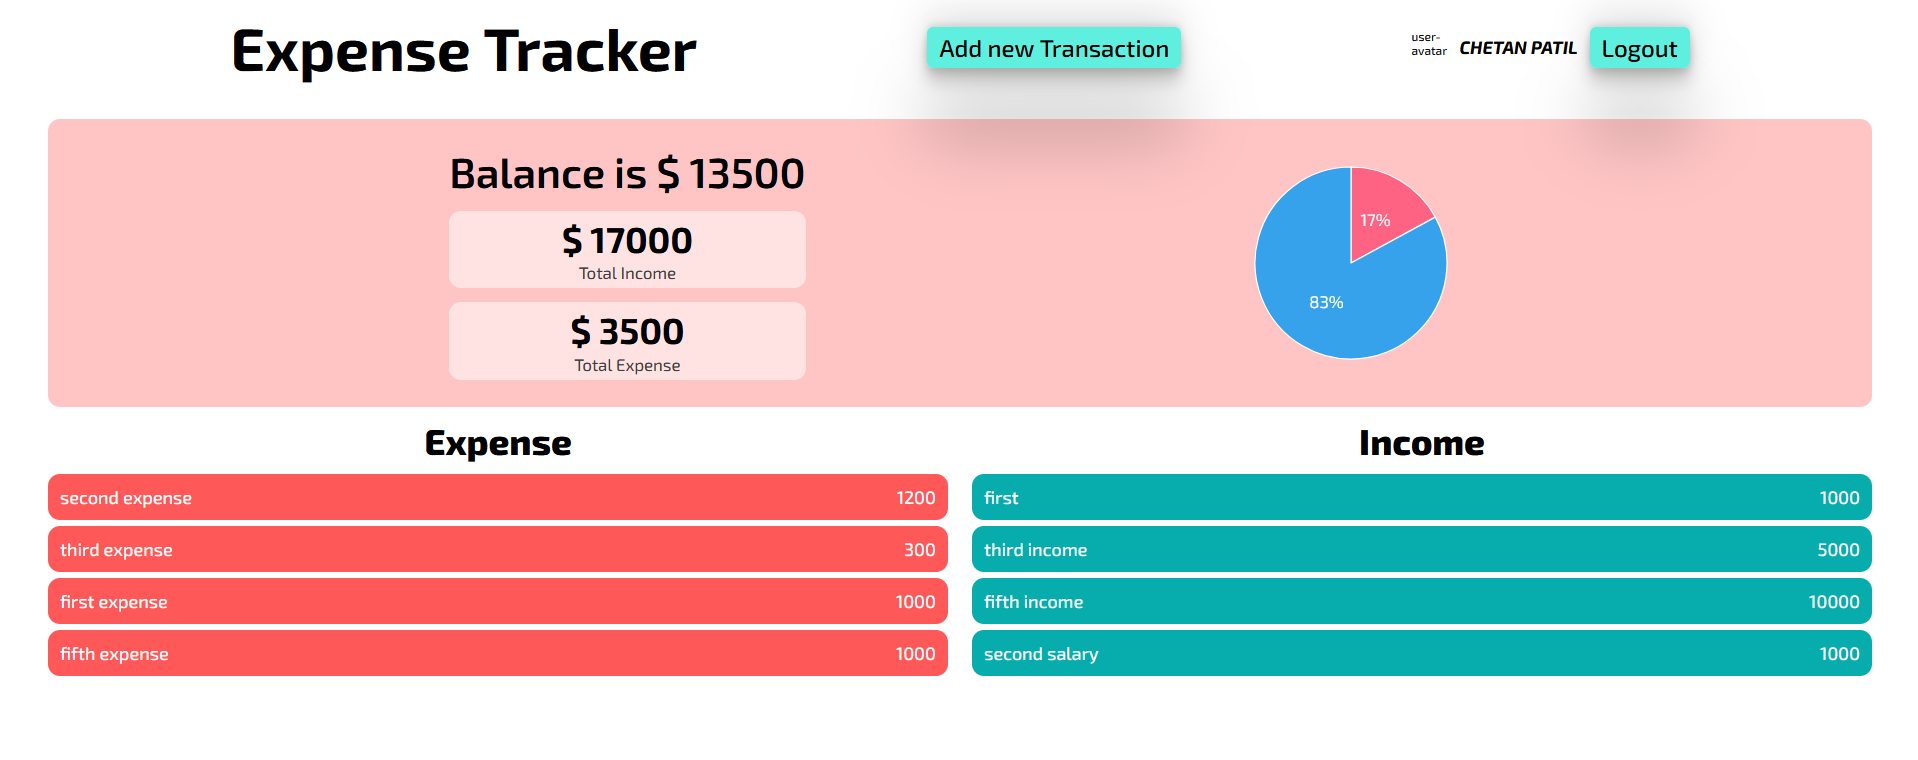 Expense Tracker
Add new Transaction
user-
avatar
CHETAN PATIL
Logout
Balance is $ 13500
$ 17000
Total Income
$ 3500
Total Expense
17%
83%
Expense
second expense 1200
third expense 300
first expense 1000
fifth expense 1000
Income
first 1000
third income 5000
fifth income 10000
second salary 1000